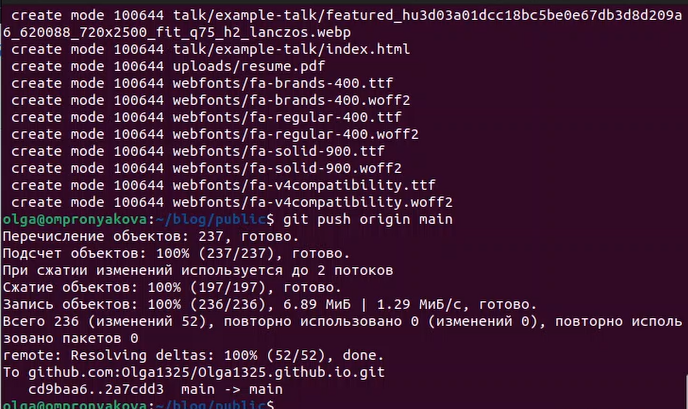 create mode 100644 talk/example-talk/featured_hu3d03a01dcc18bc5be0e67db3d8d209a
6_620088_720x2500_fit_q75_h2_lanczos.webp
create mode 100644 talk/example-talk/index.html
create mode 100644 uploads/resume.pdf
create mode 100644 webfonts/fa-brands-400.ttf
create mode 100644 webfonts/fa-brands-400.woff2
create mode 100644 webfonts/fa-regular-400.ttf
create mode 100644 webfonts/fa-regular-400.woff2
create mode 100644 webfonts/fa-solid-900.ttf
create mode 100644 webfonts/fa-solid-900.woff2
create mode 100644 webfonts/fa-v4compatibility.ttf
create mode 100644 webfonts/fa-v4compatibility.woff2
olga@ompronyakova:~/blog/public$ git push origin main
Перечисление объектов: 237, готово.
Подсчет объектов: 100% (237/237), готово.
При сжатии изменений используется до 2 потоков
Сжатие объектов: 100% (197/197), готово.
Запись объектов: 100% (236/236), 6.89 МиБ | 1.29 МиБ/с, готово.
Всего 236 (изменений 52), повторно использовано 0 (изменений 0), повторно исполь
зовано пакетов 0
remote: Resolving deltas: 100% (52/52), done.
To github.com:Olga1325/Olga1325.github.io.git
cd9baa6..2a7cdd3  main -> main
olga@ompronyakova:~/blog/public$